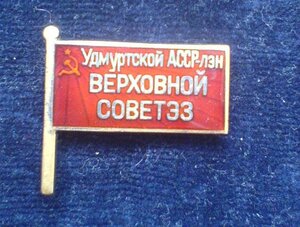 Удмуртской АССР-лэн
ВЕРХОВНОЙ
СОВЕТЭЗ